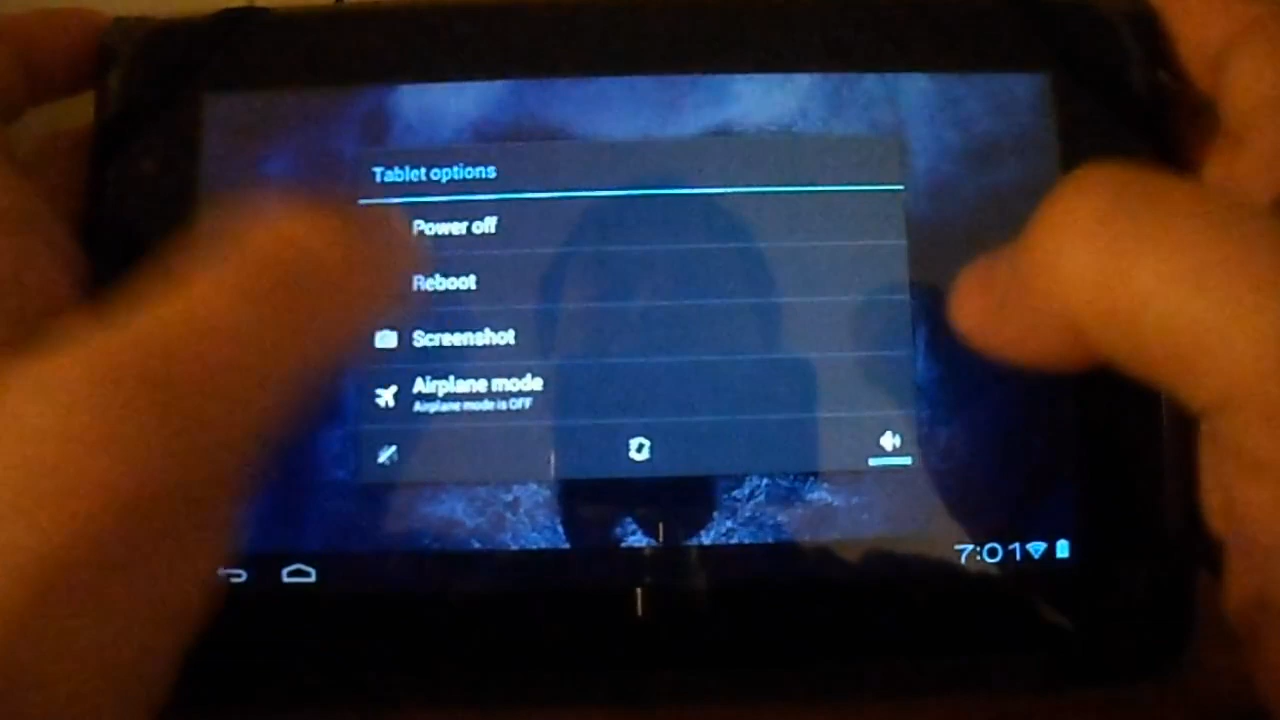 Tablet options
Power off
Reboot
Screenshot
Airplane mode
Airplane mode is OFF
7:01